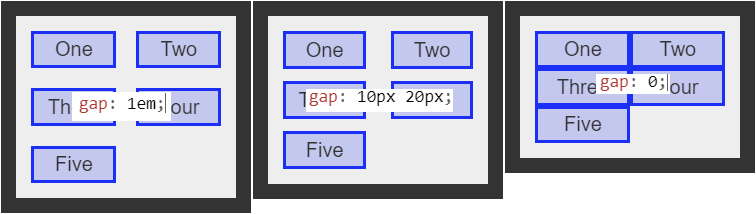 One Two
Th gap: 1em; our
Five
One Two
T gap: 10px 20px;
Five
One Two
Thre gap: 0; our
Five